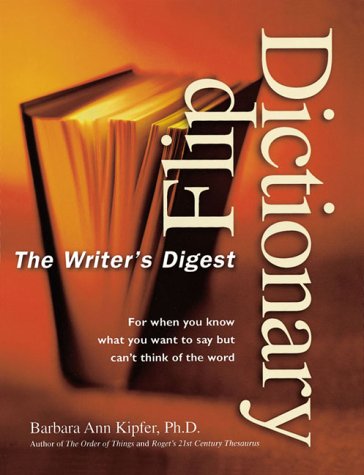 The Writer's Digest
Flip
Dictionary
For when you know
what you want to say but
can't think of the word
Barbara Ann Kipfer, Ph.D.
Author of The Order of Things and Roget's 21st Century Thesaurus